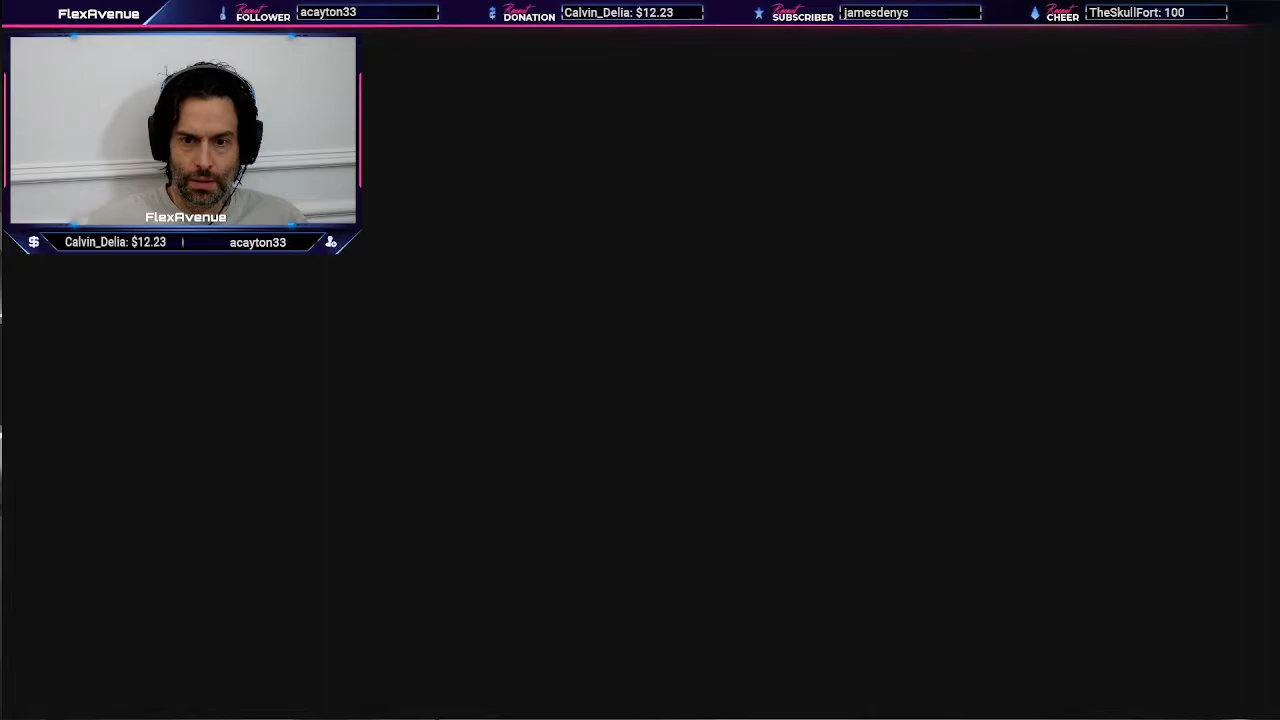 FlexAvenue
Recent
FOLLOWER
acayton33
Recent
DONATION
Calvin_Delia: $12.23
Recent
SUBSCRIBER
jamesdenys
Recent
CHEER
TheSkullFort: 100
FlexAvenue
$ Calvin_Delia: $12.23 | acayton33